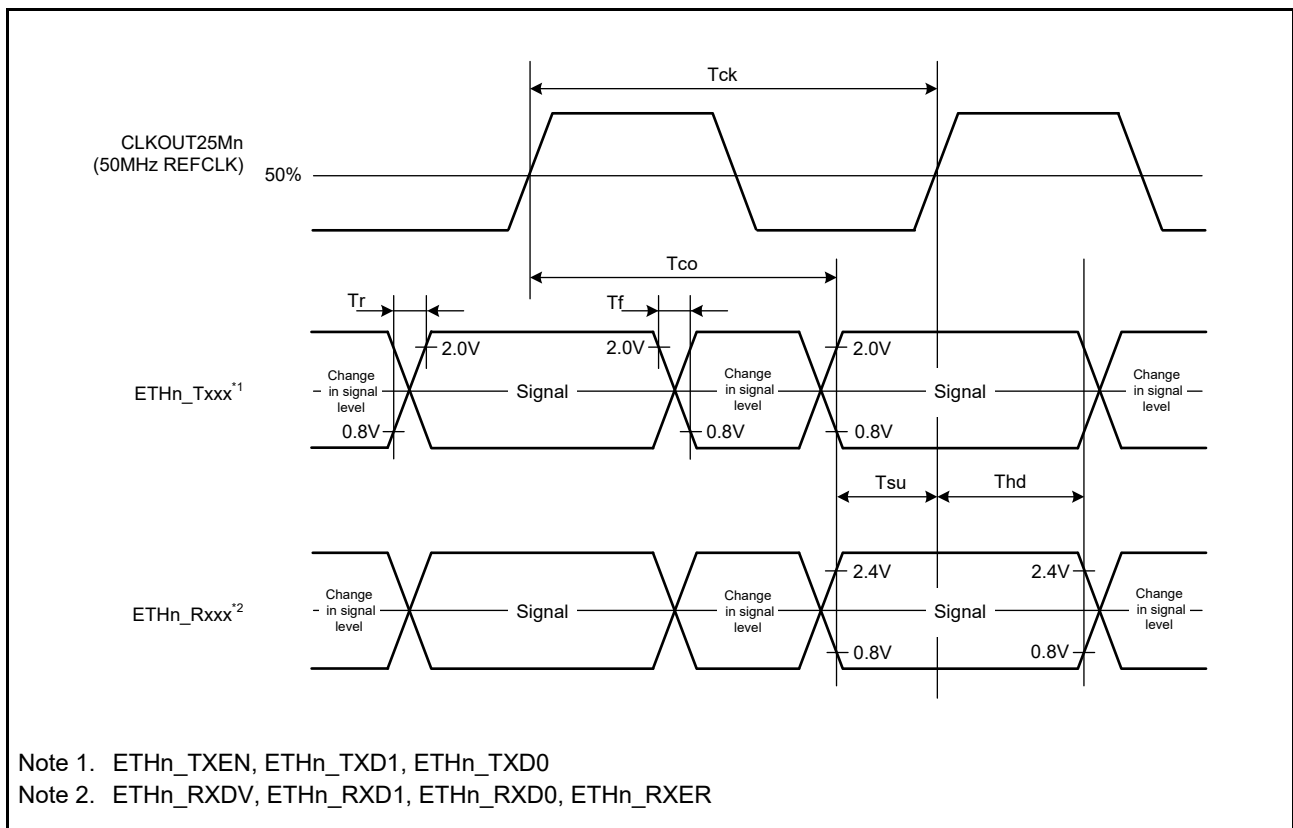 Tck
CLKOUT25Mn
(50MHz REFCLK)
50%
Tco
Tr
Tf
2.0V
2.0V
2.0V
ETHn_Txxx*1
Change
in signal
level
Signal
Change
in signal
level
Signal
Change
in signal
level
0.8V
0.8V
0.8V
Tsu
Thd
2.4V
2.4V
ETHn_Rxxx*2
Change
in signal
level
Signal
Change
in signal
level
Signal
Change
in signal
level
0.8V
0.8V
Note 1. ETHn_TXEN, ETHn_TXD1, ETHn_TXD0
Note 2. ETHn_RXDV, ETHn_RXD1, ETHn_RXD0, ETHn_RXER